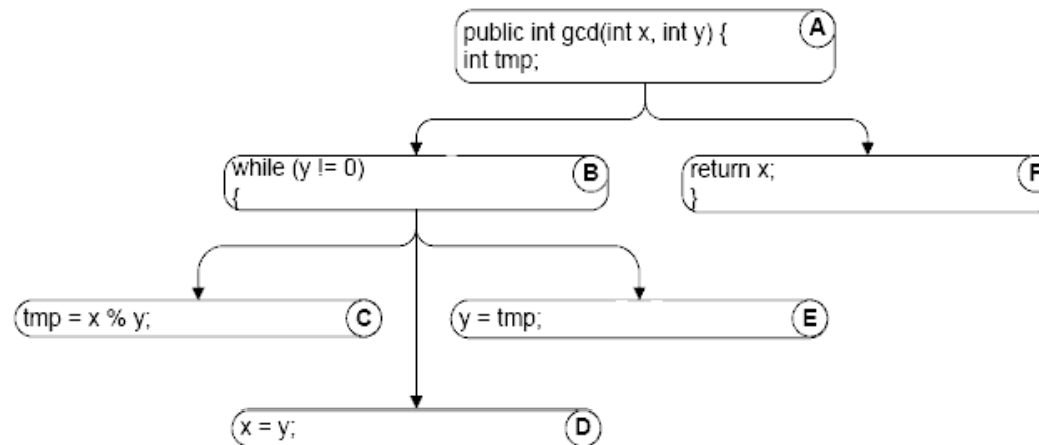 public int gcd(int x, int y) {
int tmp;
A
while (y != 0)
{
B
return x;
}
F
tmp = x % y;
C
y = tmp;
E
x = y;
D